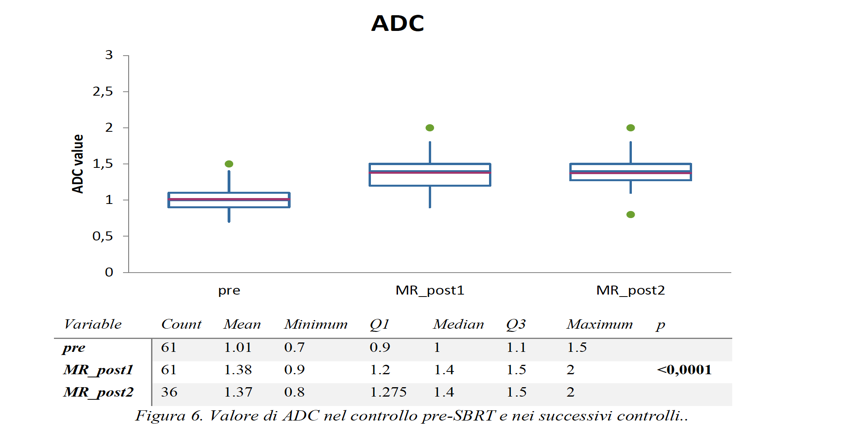 ADC
3
2,5
2
1,5
1
0,5
0
ADC value
pre MR_post1 MR_post2
Variable Count Mean Minimum Q1 Median Q3 Maximum p
pre 61 1.01 0.7 0.9 1 1.1 1.5
MR_post1 61 1.38 0.9 1.2 1.4 1.5 2 <0,0001
MR_post2 36 1.37 0.8 1.275 1.4 1.5 2
Figura 6. Valore di ADC nel controllo pre-SBRT e nei successivi controlli..